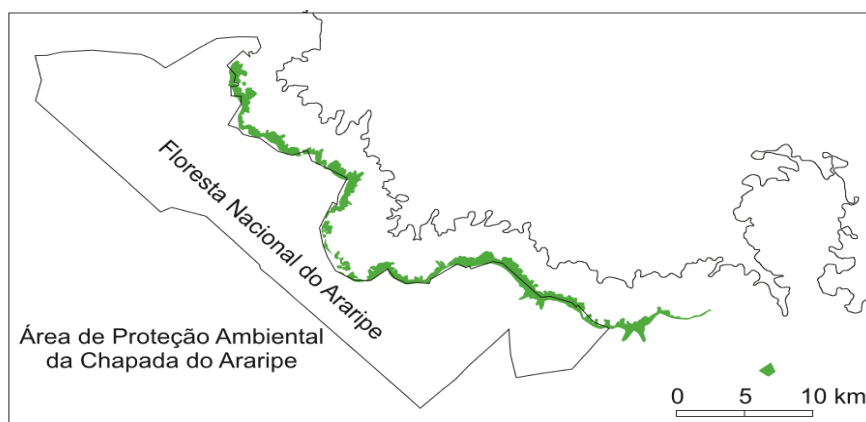 Floresta Nacional do Araripe
Área de Proteção Ambiental
da Chapada do Araripe
0 5 10 km